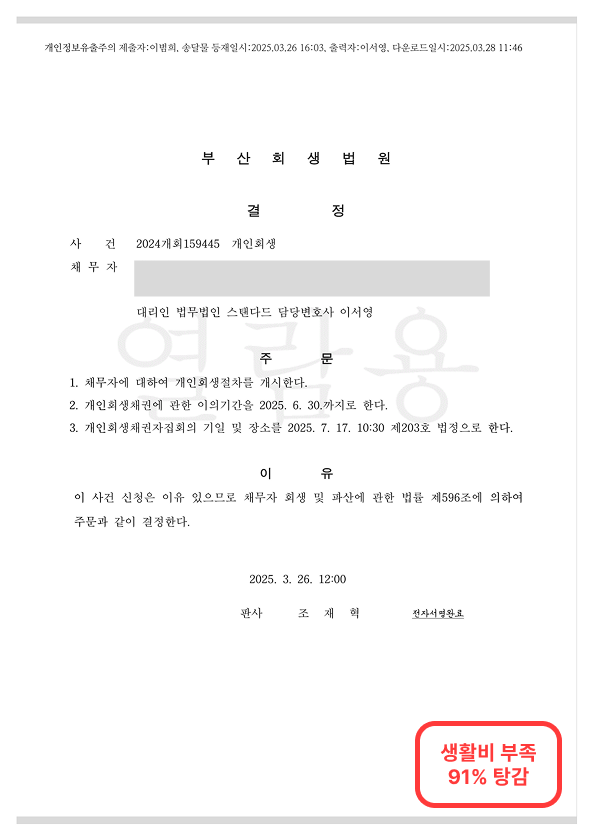 개인정보유출주의 제출자:이범희, 송달물 등재일시:2025.03.26 16:03, 출력자:이서영, 다운로드일시:2025.03.28 11:46
부 산 회 생 법 원
결 정
사 건 2024개회159445 개인회생
채 무 자
대리인 법무법인 스탠다드 담당변호사 이서영
열람용
주 문
1. 채무자에 대하여 개인회생절차를 개시한다.
2. 개인회생채권에 관한 이의기간을 2025. 6. 30.까지로 한다.
3. 개인회생채권자집회의 기일 및 장소를 2025. 7. 17. 10:30 제203호 법정으로 한다.
이 유
이 사건 신청은 이유 있으므로 채무자 회생 및 파산에 관한 법률 제596조에 의하여
주문과 같이 결정한다.
2025. 3. 26. 12:00
판사 조 재 혁 전자서명완료
생활비 부족
91% 탕감